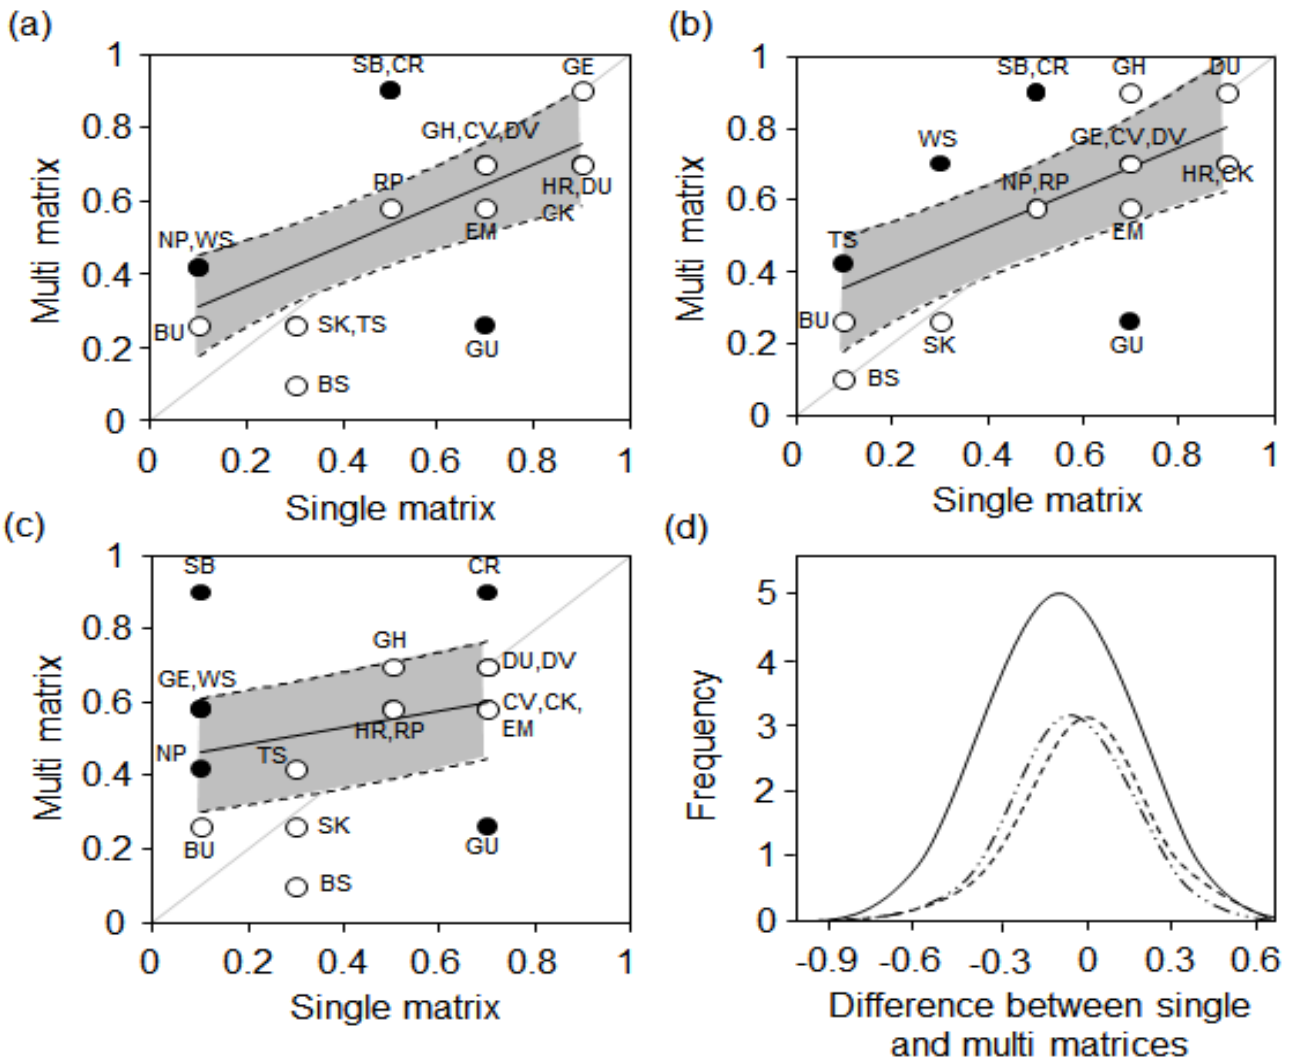 (a)
1
0.8
0.6
0.4
0.2
0
Multi matrix
SB,CR
GE
GH,CV,DV
RP
HR,DU
CK
EM
NP,WS
BU
SK,TS
GU
BS
0 0.2 0.4 0.6 0.8 1
Single matrix
(b)
1
0.8
0.6
0.4
0.2
0
Multi matrix
SB,CR
GH
DU
WS
GE,CV,DV
NP,RP
HR,CK
EM
TS
BU
SK
GU
BS
0 0.2 0.4 0.6 0.8 1
Single matrix
(c)
1
0.8
0.6
0.4
0.2
0
Multi matrix
SB
CR
GH
DU,DV
GE,WS
CV,CK,
EM
HR,RP
NP
TS
BU
SK
GU
BS
0 0.2 0.4 0.6 0.8 1
Single matrix
(d)
5
4
3
2
1
0
Frequency
-0.9 -0.6 -0.3 0 0.3 0.6
Difference between single
and multi matrices